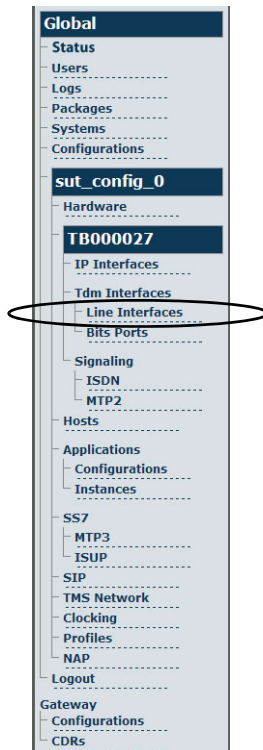 Global
Status
Users
Logs
Packages
Systems
Configurations
sut_config_0
Hardware
TB000027
IP Interfaces
Tdm Interfaces
Line Interfaces
Bits Ports
Signaling
ISDN
MTP2
Hosts
Applications
Configurations
Instances
SS7
MTP3
ISUP
SIP
TMS Network
Clocking
Profiles
NAP
Logout
Gateway
Configurations
CDRs